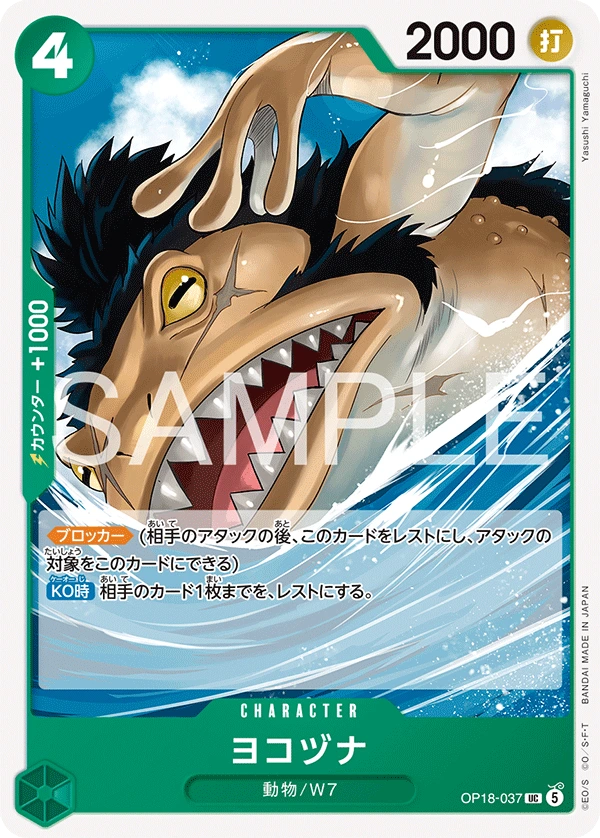 4
2000 打
Yasushi Yamaguchi
カウンター +1000
SAMPLE
ブロッカー (相手のアタックの後、このカードをレストにし、アタックの
対象をこのカードにできる)
KO時 相手のカード1枚までを、レストにする。
CHARACTER
ヨコヅナ
動物/W7
OP18-037 UC 5
©E.O/S ©O/S・F・T BANDAI MADE IN JAPAN